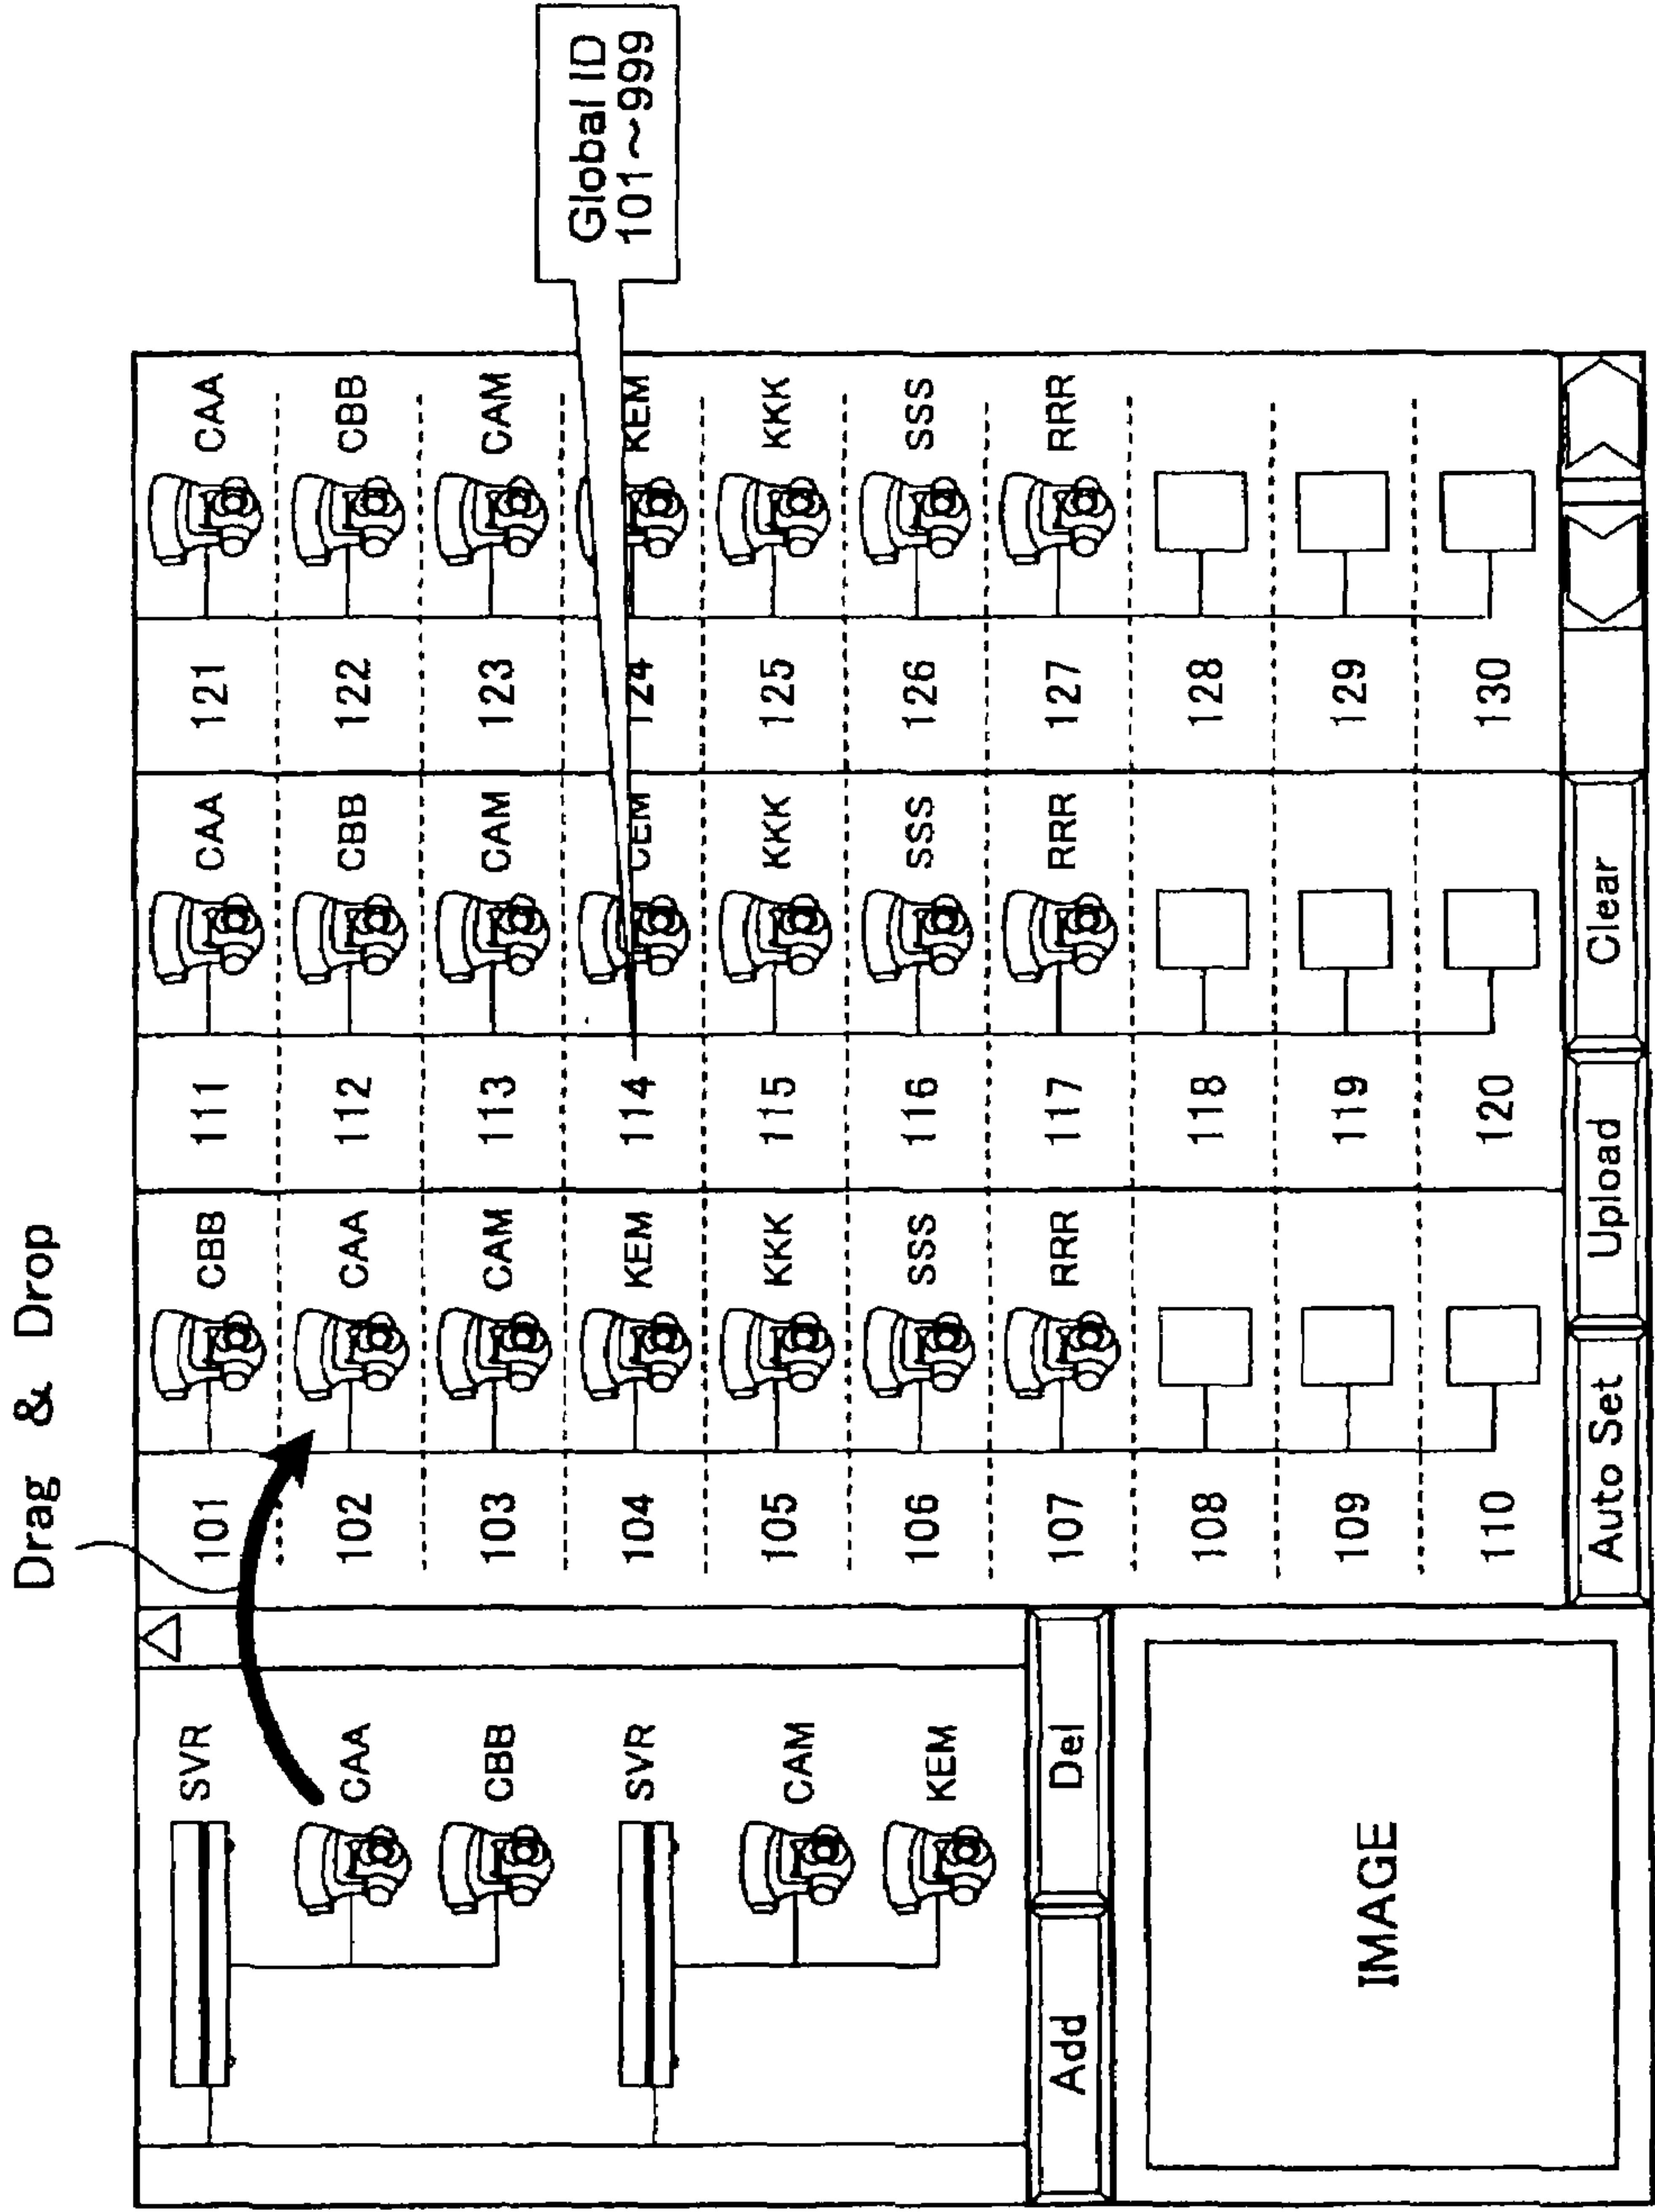 Drag & Drop
SVR
CAA
CBB
SVR
CAM
KEM
Add
Del
IMAGE
101 CBB
102 CAA
103 CAM
104 KEM
105 KKK
106 SSS
107 RRR
108
109
110
111 CAA
112 CBB
113 CAM
114 CEM
115 KKK
116 SSS
117 RRR
118
119
120
121 CAA
122 CBB
123 CAM
124 KEM
125 KKK
126 SSS
127 RRR
128
129
130
Auto Set
Upload
Clear
Global ID
101~999